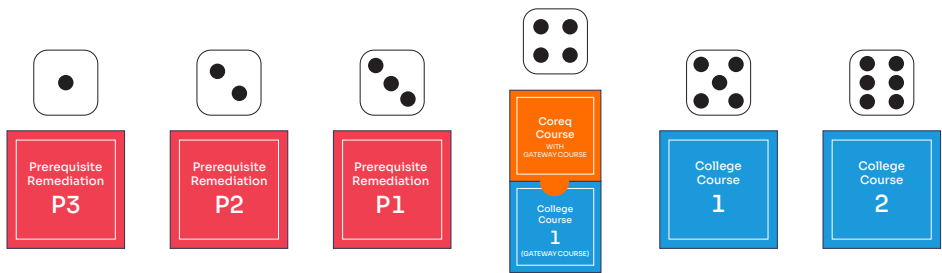 Prerequisite
Remediation
P3
Prerequisite
Remediation
P2
Prerequisite
Remediation
P1
Coreq
Course
WITH
GATEWAY COURSE
College
Course
1
(GATEWAY COURSE)
College
Course
1
College
Course
2